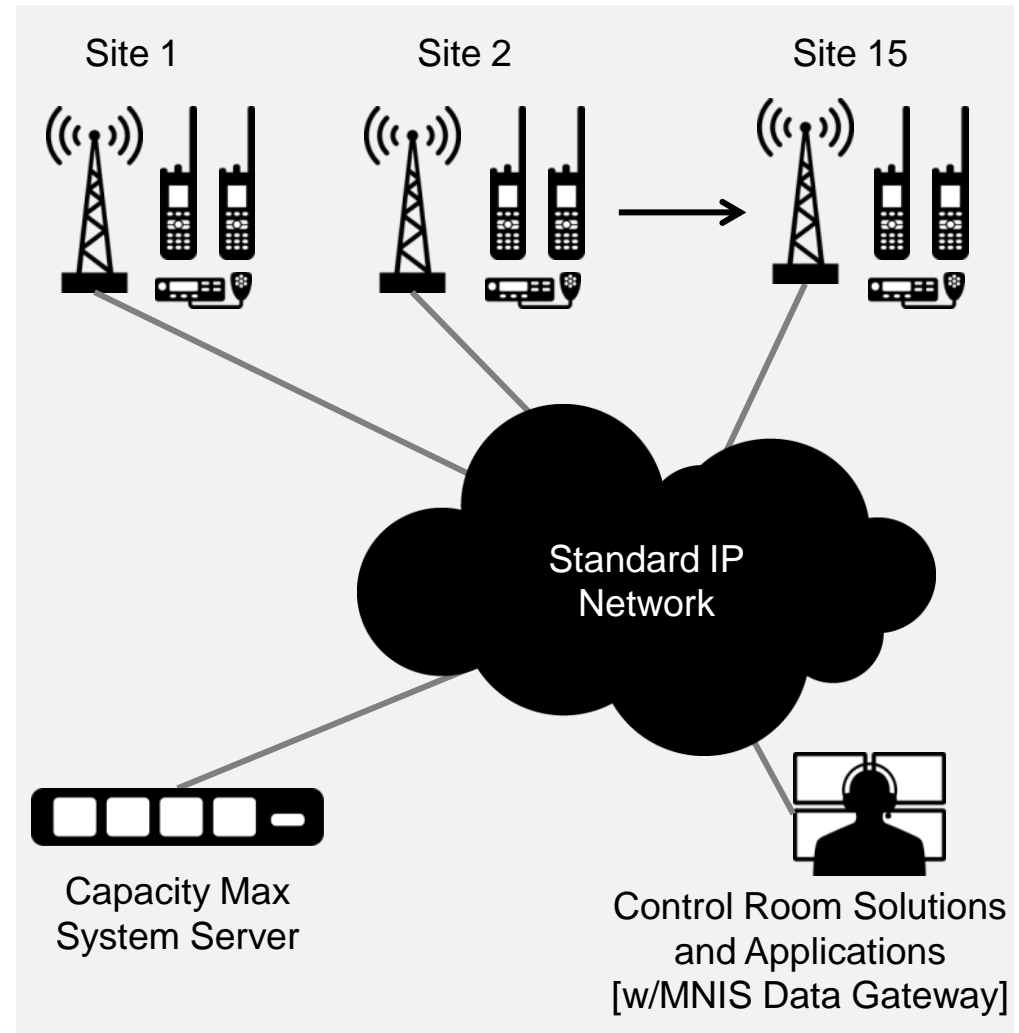 Site 1
Site 2
Site 15
Standard IP
Network
Capacity Max
System Server
Control Room Solutions
and Applications
[w/MNIS Data Gateway]